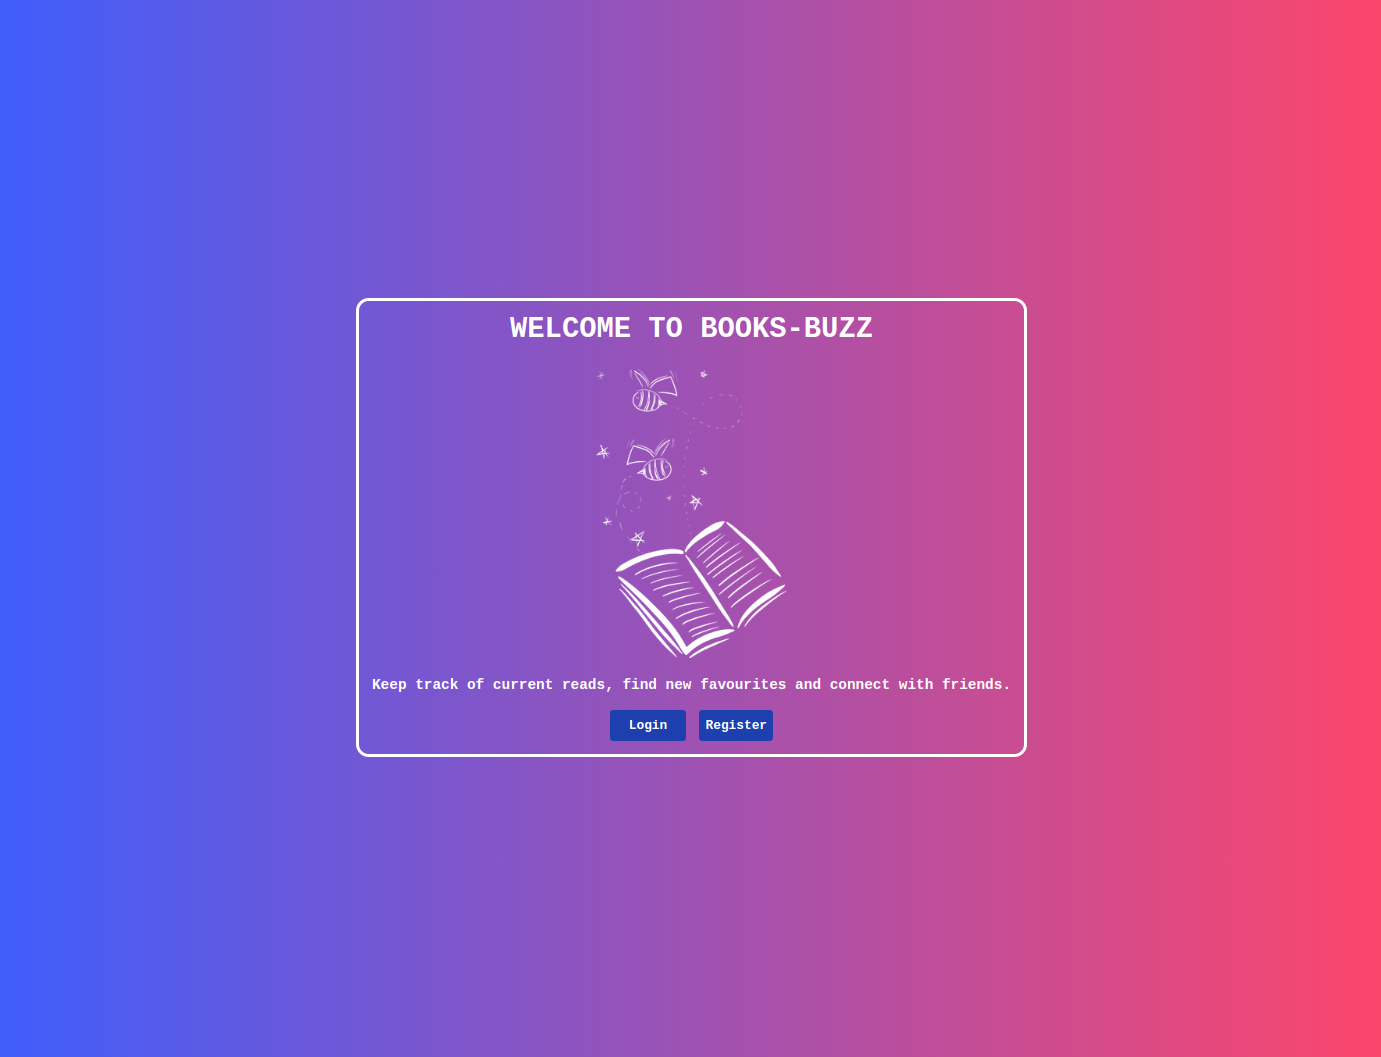 WELCOME TO BOOKS-BUZZ
Keep track of current reads, find new favourites and connect with friends.
Login Register